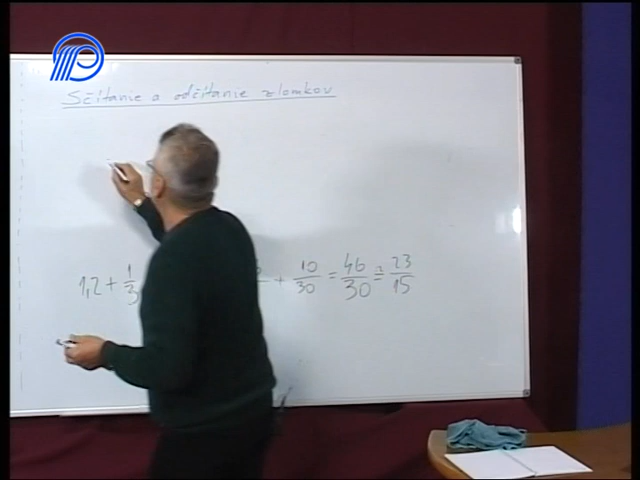 Sčítanie a odčítanie zlomkov
1,2 + 1/3 + 10/30 = 46/30 = 23/15